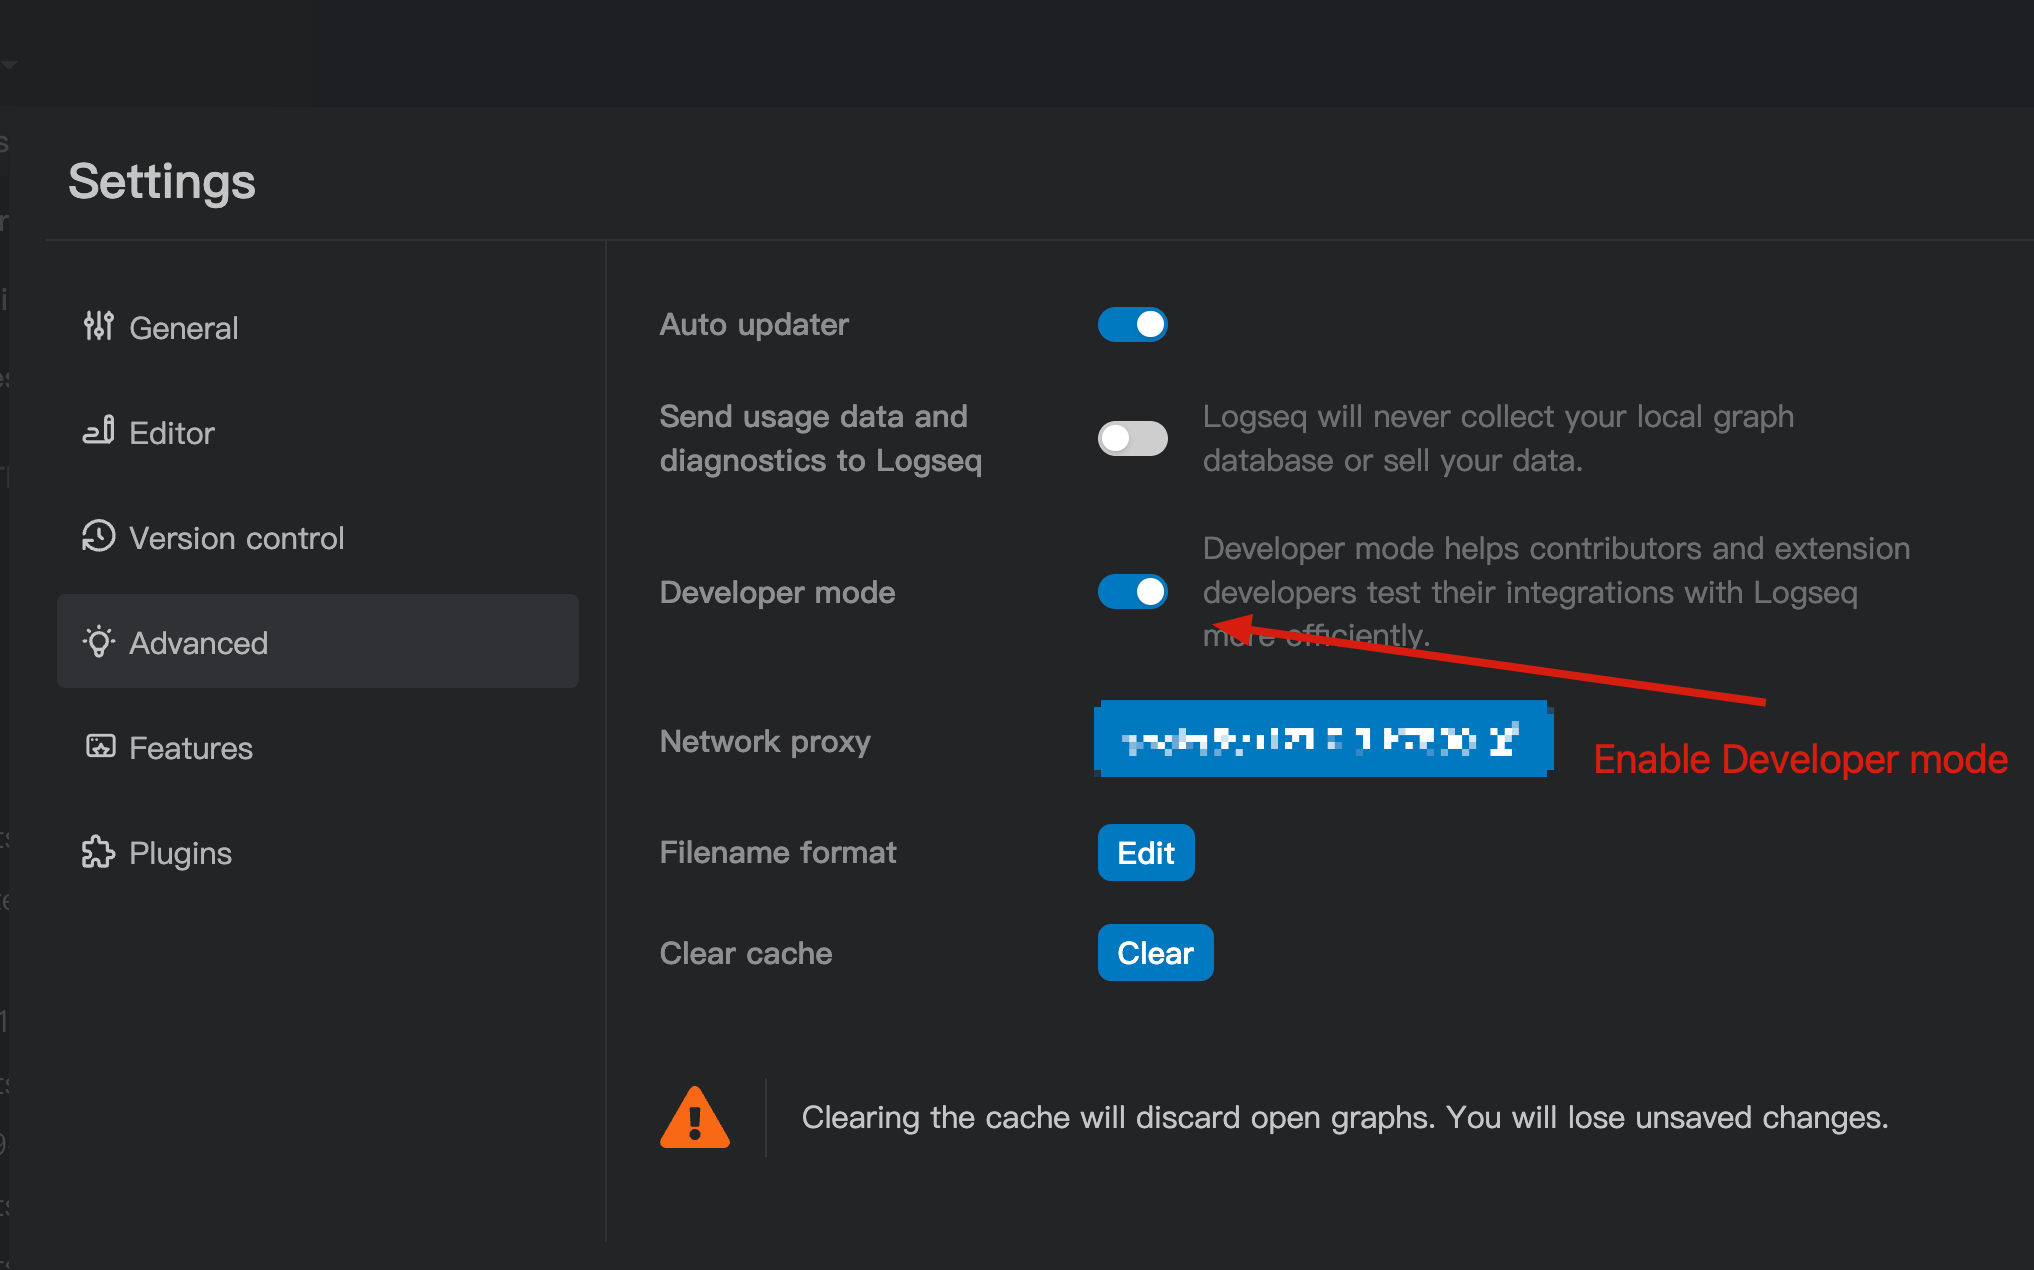 Settings
General
Editor
Version control
Advanced
Features
Plugins
Auto updater
Send usage data and
diagnostics to Logseq
Logseq will never collect your local graph
database or sell your data.
Developer mode
Developer mode helps contributors and extension
developers test their integrations with Logseq
more efficiently.
Network proxy
Enable Developer mode
Filename format
Edit
Clear cache
Clear
Clearing the cache will discard open graphs. You will lose unsaved changes.